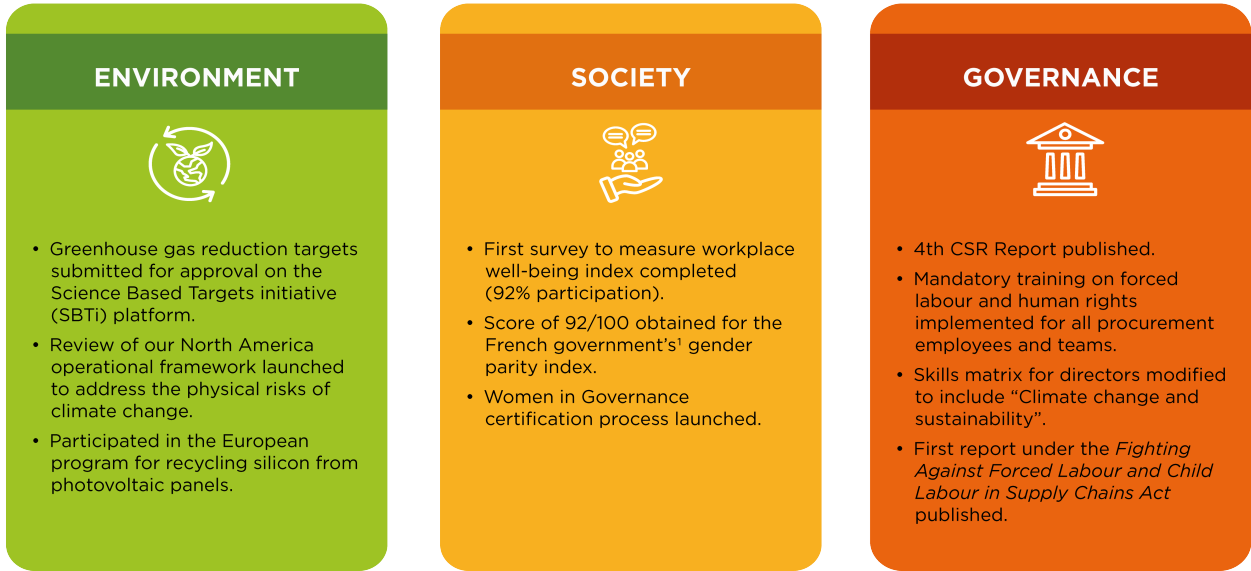 ENVIRONMENT
• Greenhouse gas reduction targets
submitted for approval on the
Science Based Targets initiative
(SBTi) platform.
• Review of our North America
operational framework launched
to address the physical risks of
climate change.
• Participated in the European
program for recycling silicon from
photovoltaic panels.
SOCIETY
• First survey to measure workplace
well-being index completed
(92% participation).
• Score of 92/100 obtained for the
French government’s¹ gender
parity index.
• Women in Governance
certification process launched.
GOVERNANCE
• 4th CSR Report published.
• Mandatory training on forced
labour and human rights
implemented for all procurement
employees and teams.
• Skills matrix for directors modified
to include “Climate change and
sustainability”.
• First report under the Fighting
Against Forced Labour and Child
Labour in Supply Chains Act
published.